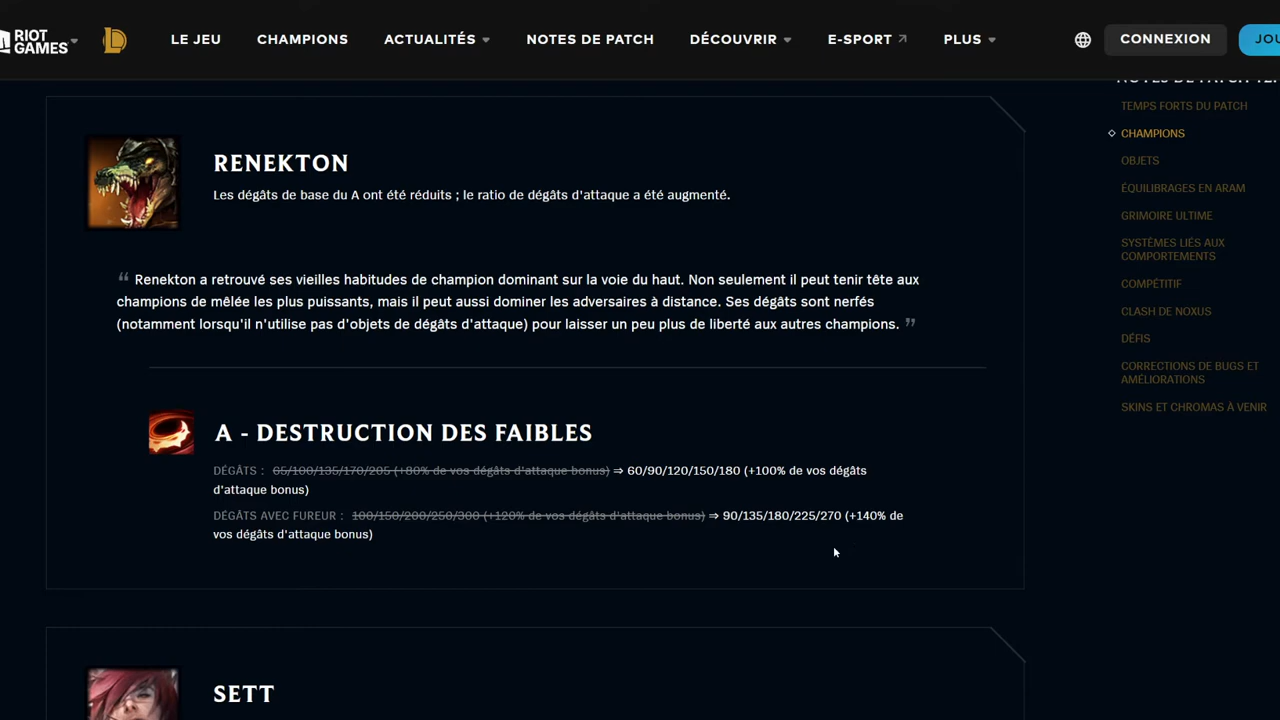 RIOT GAMES
LE JEU
CHAMPIONS
ACTUALITÉS
NOTES DE PATCH
DÉCOUVRIR
E-SPORT
PLUS
CONNEXION
RENEKTON
Les dégâts de base du A ont été réduits ; le ratio de dégâts d'attaque a été augmenté.
“ Renekton a retrouvé ses vieilles habitudes de champion dominant sur la voie du haut. Non seulement il peut tenir tête aux
champions de mêlée les plus puissants, mais il peut aussi dominer les adversaires à distance. Ses dégâts sont nerfés
(notamment lorsqu'il n'utilise pas d'objets de dégâts d'attaque) pour laisser un peu plus de liberté aux autres champions. ”
A - DESTRUCTION DES FAIBLES
DÉGÂTS : 65/100/135/170/205 (+80% de vos dégâts d'attaque bonus) ⇒ 60/90/120/150/180 (+100% de vos dégâts
d'attaque bonus)
DÉGÂTS AVEC FUREUR : 100/150/200/250/300 (+120% de vos dégâts d'attaque bonus) ⇒ 90/135/180/225/270 (+140% de
vos dégâts d'attaque bonus)
SETT
NOTES DE PATCH
TEMPS FORTS DU PATCH
CHAMPIONS
OBJETS
ÉQUILIBRAGES EN ARAM
GRIMOIRE ULTIME
SYSTÈMES LIÉS AUX
COMPORTEMENTS
COMPÉTITIF
CLASH DE NOXUS
DÉFIS
CORRECTIONS DE BUGS ET
AMÉLIORATIONS
SKINS ET CHROMAS À VENIR